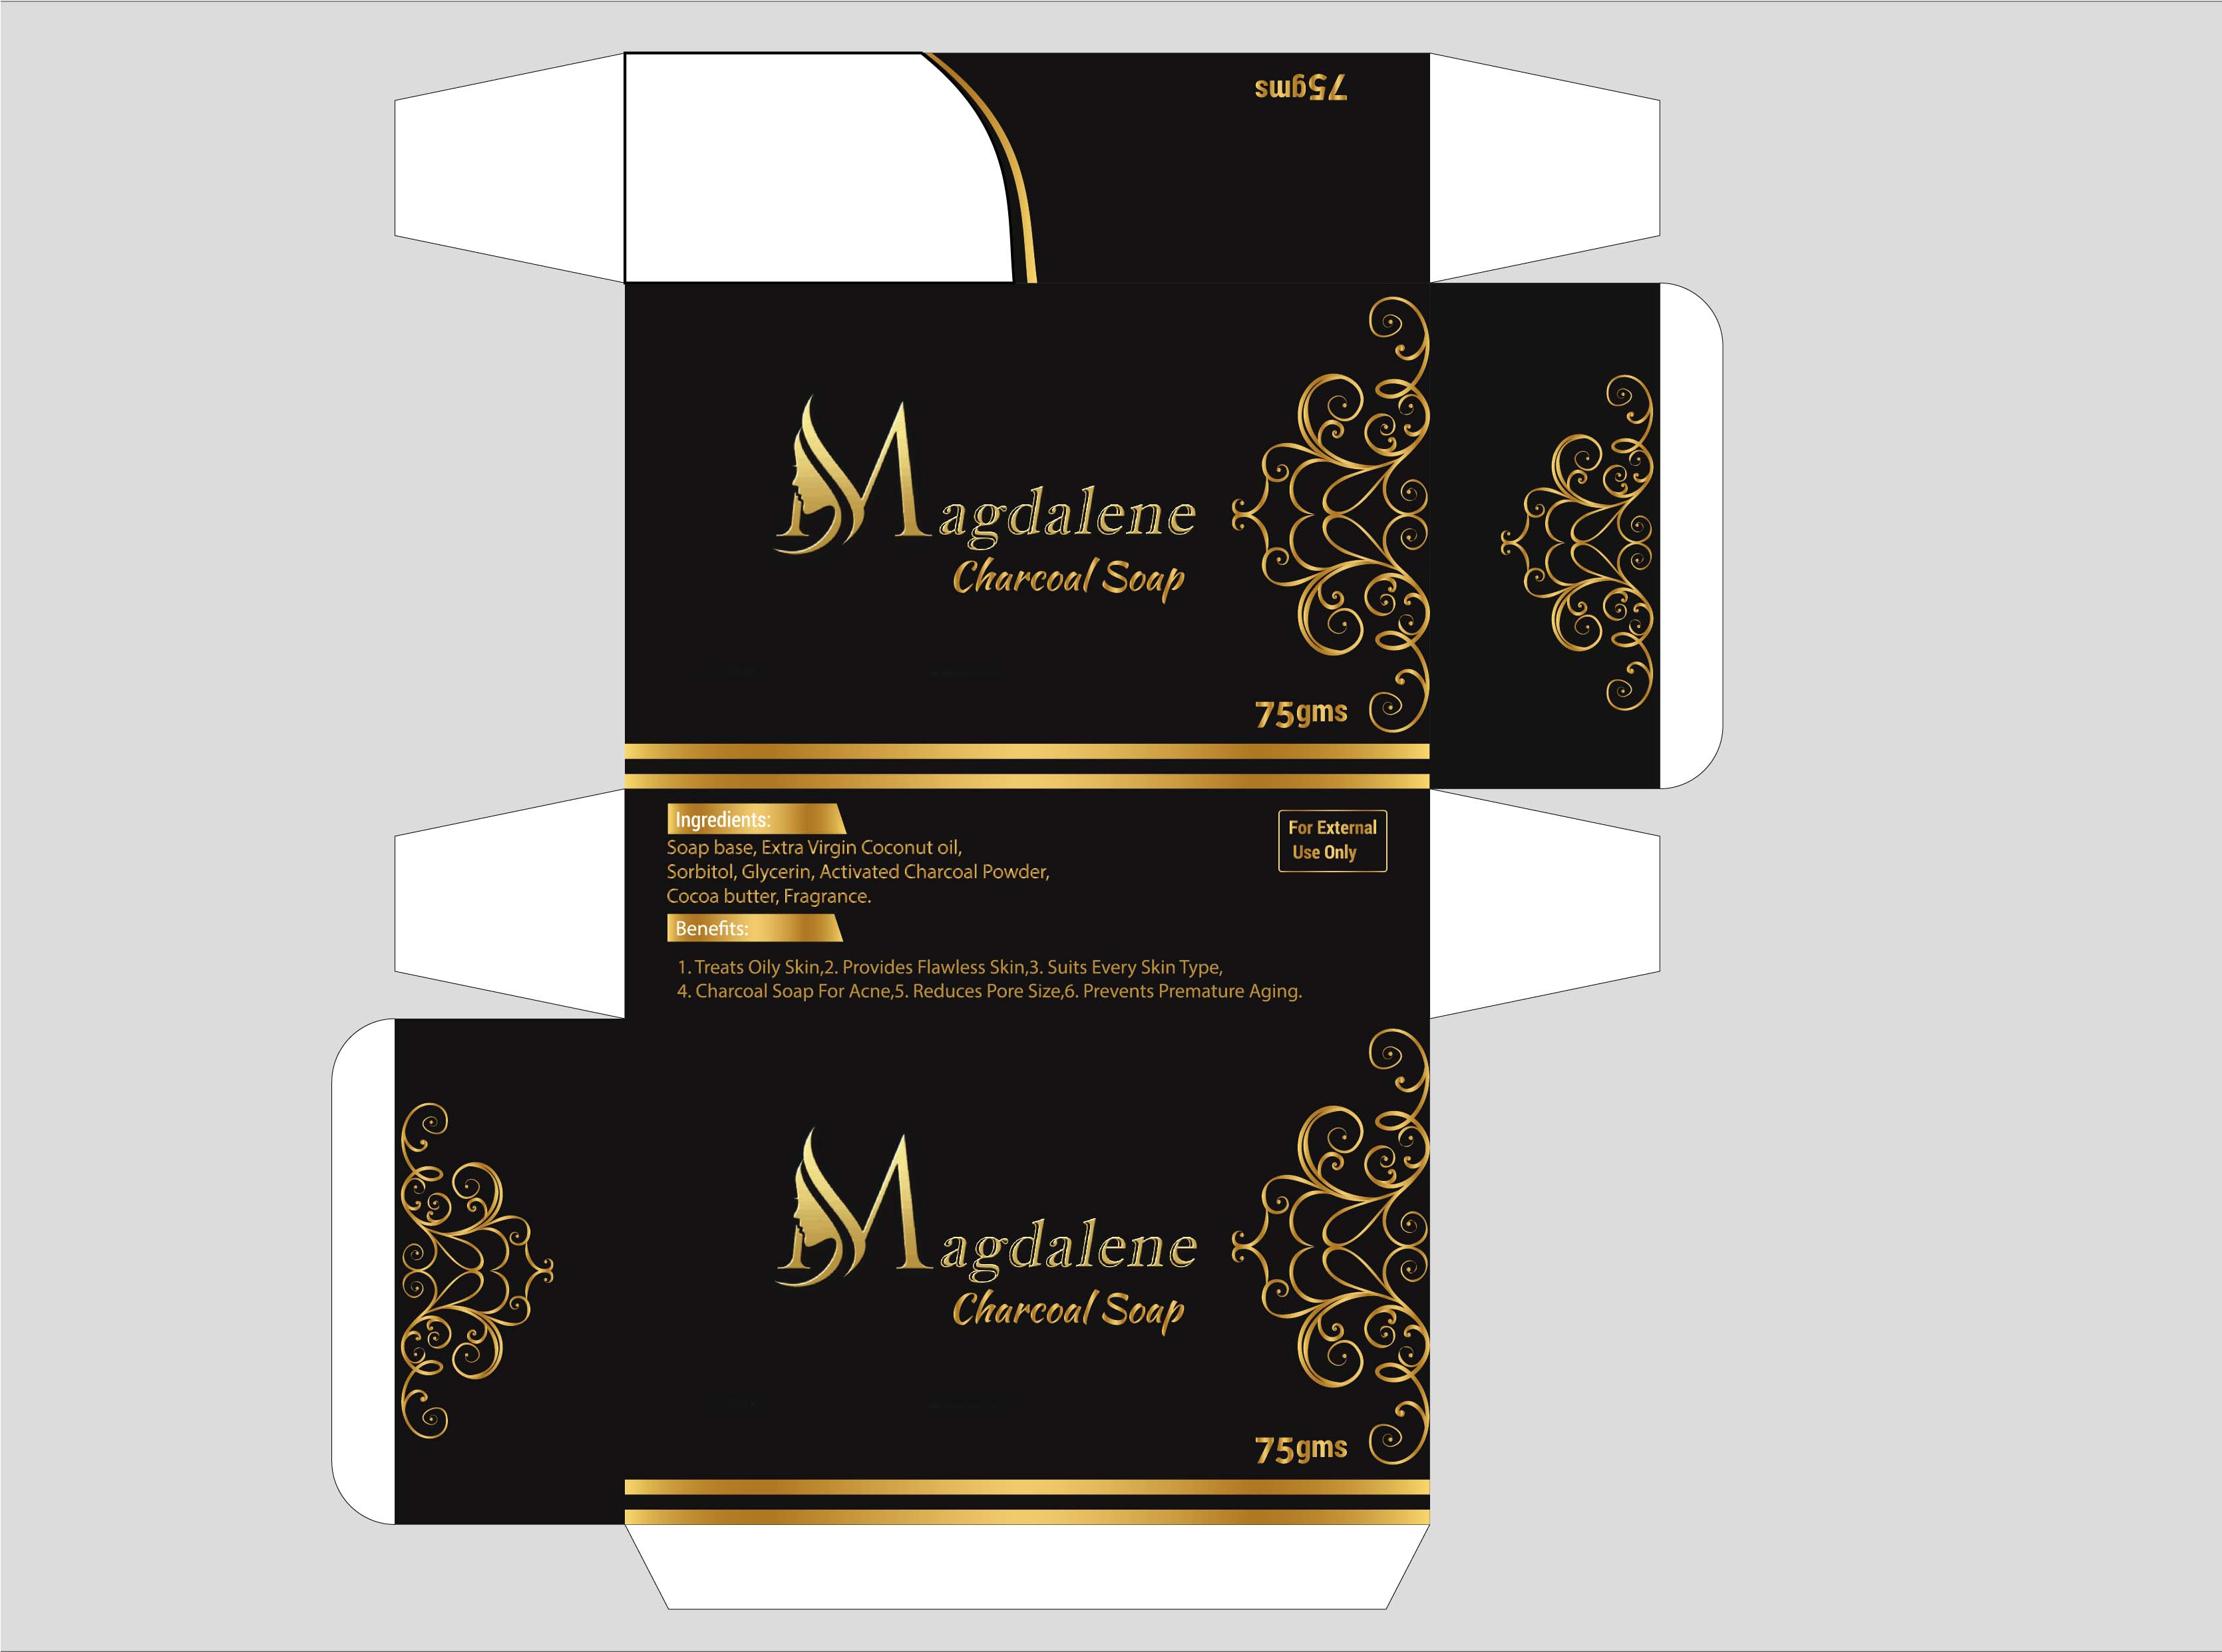 75gms
Magdalene
Charcoal Soap
75gms
Ingredients:
Soap base, Extra Virgin Coconut oil,
Sorbitol, Glycerin, Activated Charcoal Powder,
Cocoa butter, Fragrance.
For External
Use Only
Benefits:
1. Treats Oily Skin,2. Provides Flawless Skin,3. Suits Every Skin Type,
4. Charcoal Soap For Acne,5. Reduces Pore Size,6. Prevents Premature Aging.
Magdalene
Charcoal Soap
75gms